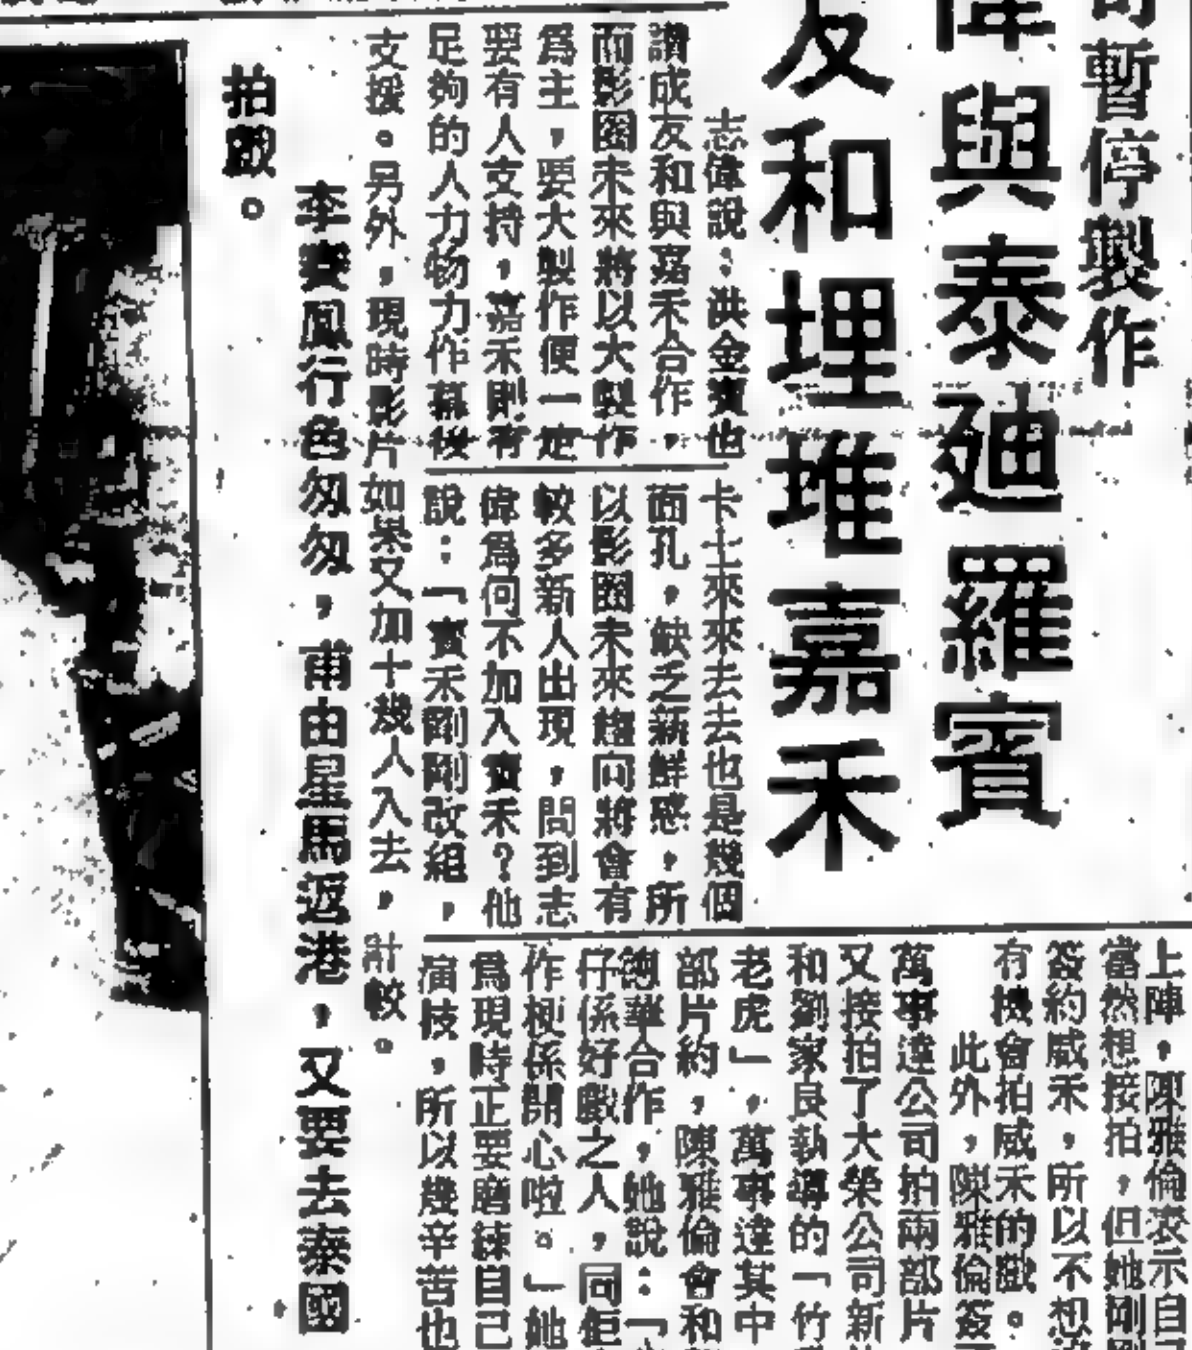 司暫停製作
偉與泰廸羅賓
友和埋堆嘉禾
志偉說：洪金寶也
讚成友和與嘉禾合作，
而影圈未來將以大製作
爲主，要大製作便一定
要有人支持，嘉禾則有
足夠的人力物力作幕後
支援。另外，現時影片如果又加十幾人入去，計較。
卡士來來去去也是幾個
面孔，缺乏新鮮感，所
以影圈未來趨向將會有
較多新人出現，問到志
偉爲何不加入寶禾？他
說：「寶禾剛剛改組，
上陣，陳雅倫表示自己
當然想接拍，但她剛剛
簽約威禾，所以不想
有機會拍威禾的戲。
此外，陳雅倫簽
萬事達公司拍兩部片
又接拍了大榮公司新
和劉家良執導的「竹
老虎」，萬事達其中
部片約，陳雅倫會和
華合作，她說：「
仔係好戲之人，同佢
作梗係開心啦。」她
爲現時正要磨練自己
演技，所以幾辛苦也
李賽鳳行色匆匆，甫由星馬返港，又要去泰國
拍戲。